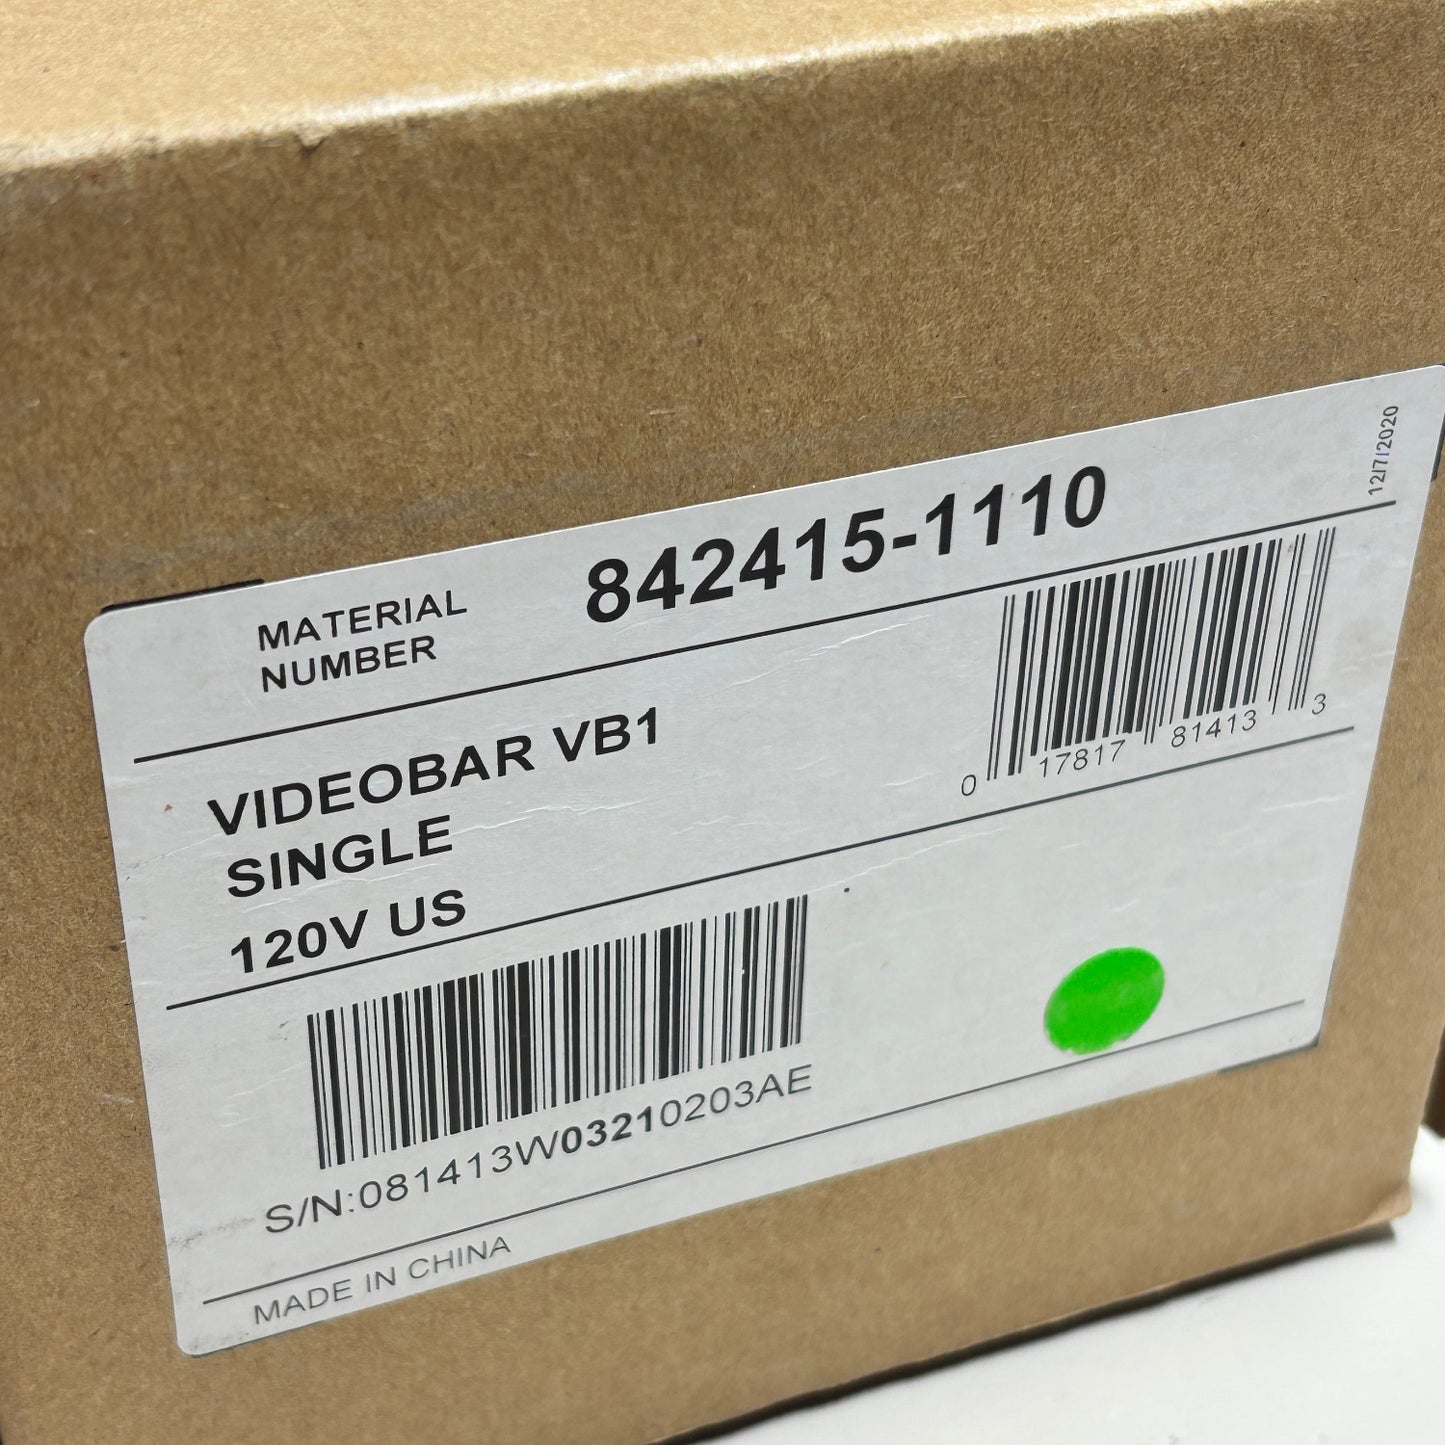 12/7/2020
MATERIAL
NUMBER
842415-1110
VIDEOBAR VB1
SINGLE
120V US
0 17817 81413 3
S/N:081413W03210203AE
MADE IN CHINA